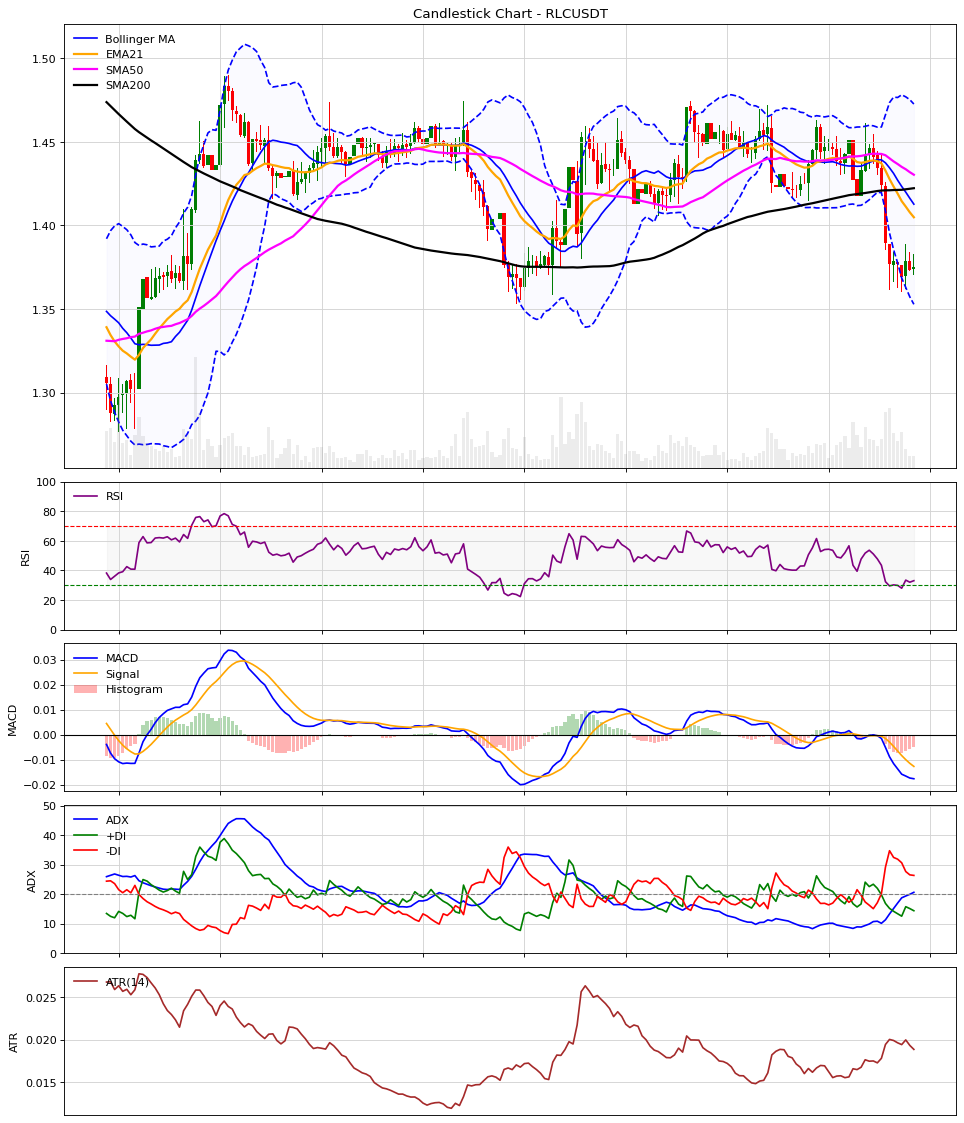 Candlestick Chart - RLCUSDT
Bollinger MA
EMA21
SMA50
SMA200
1.50
1.45
1.40
1.35
1.30
RSI
RSI
100
80
60
40
20
0
MACD
Signal
Histogram
MACD
0.03
0.02
0.01
0.00
−0.01
−0.02
ADX
+DI
-DI
ADX
50
40
30
20
10
0
ATR(14)
ATR
0.025
0.020
0.015